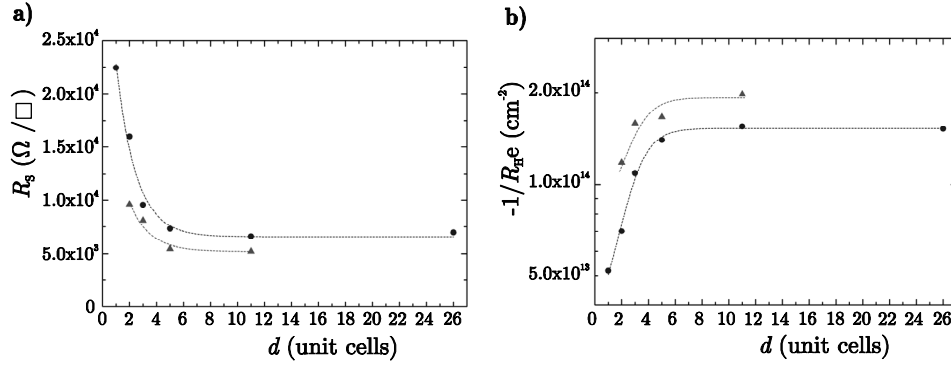 a)
2.5x10⁴
2.0x10⁴
1.5x10⁴
1.0x10⁴
5.0x10³
0
R_S (Ω /□)
0 2 4 6 8 10 12 14 16 18 20 22 24 26
d (unit cells)
b)
2.0x10¹⁴
1.0x10¹⁴
5.0x10¹³
-1/R_H e (cm⁻²)
0 2 4 6 8 10 12 14 16 18 20 22 24 26
d (unit cells)